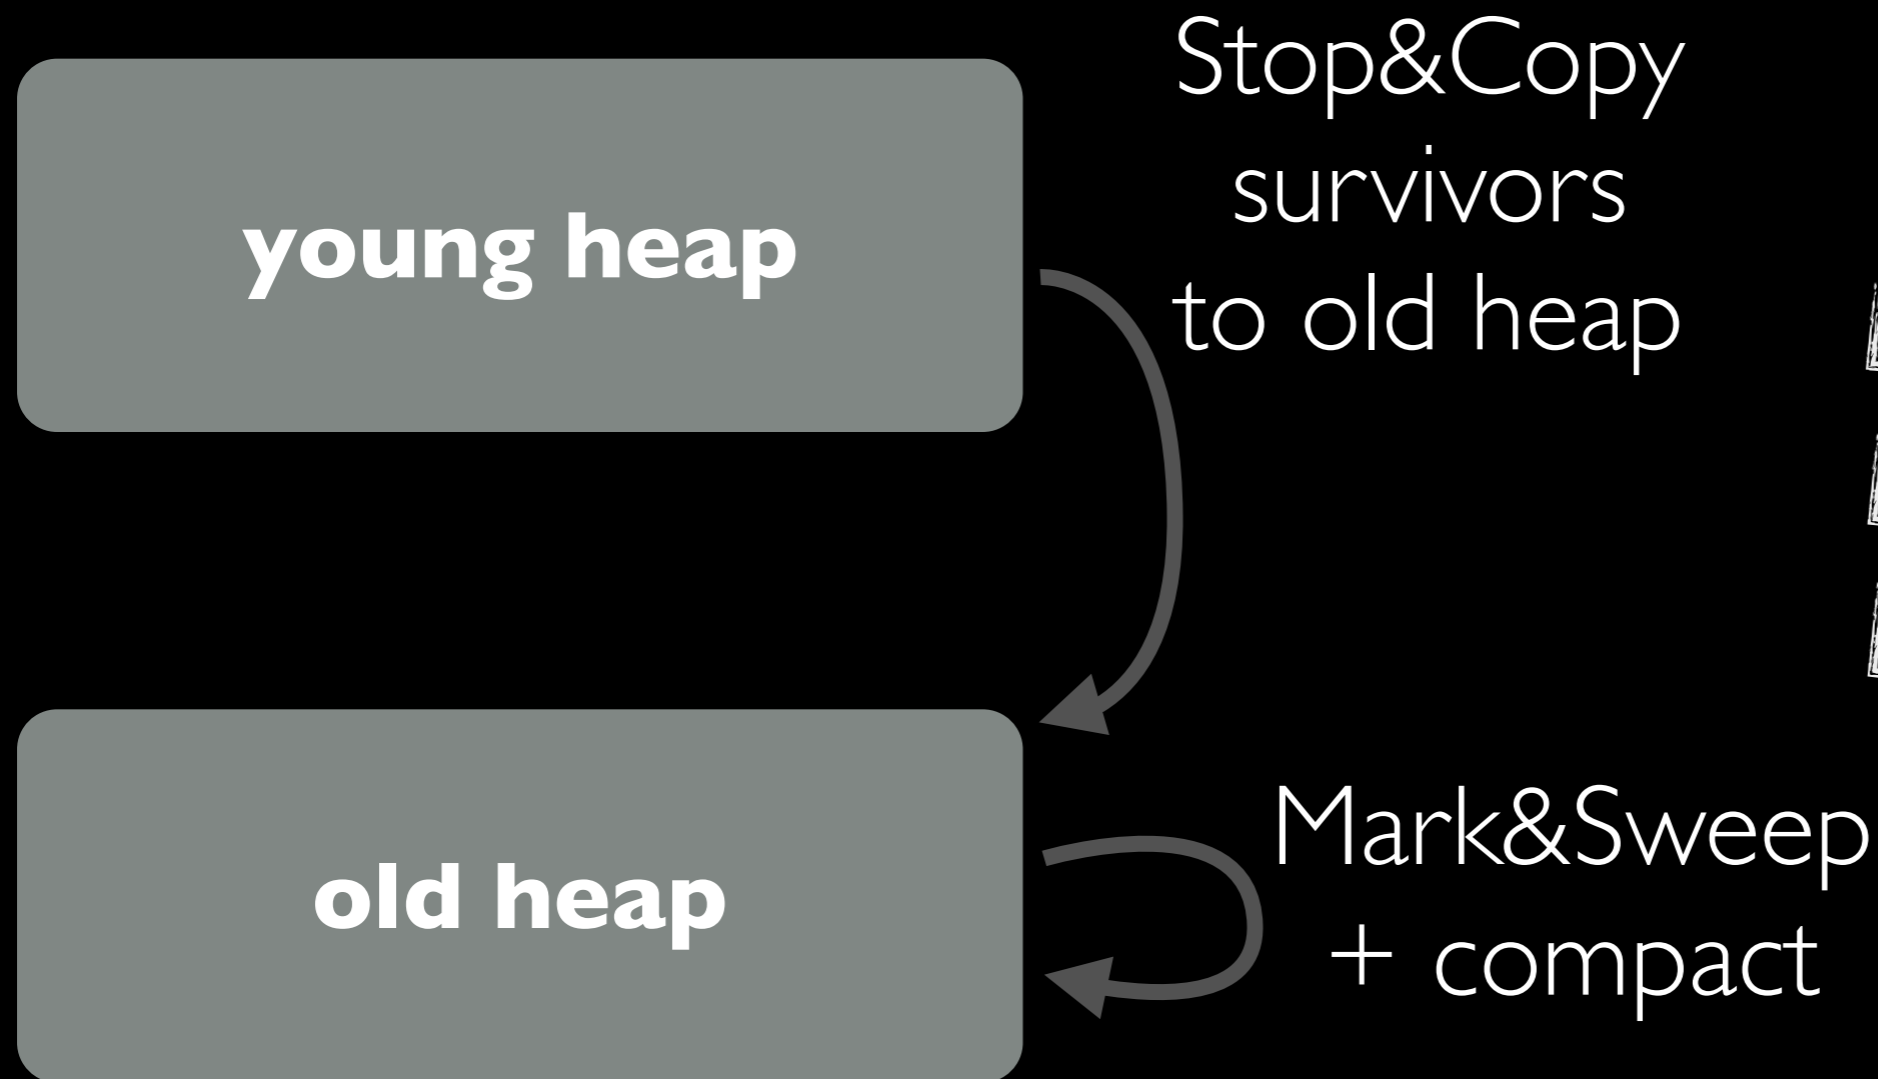 Stop&Copy
survivors
to old heap
young heap
old heap
Mark&Sweep
+ compact